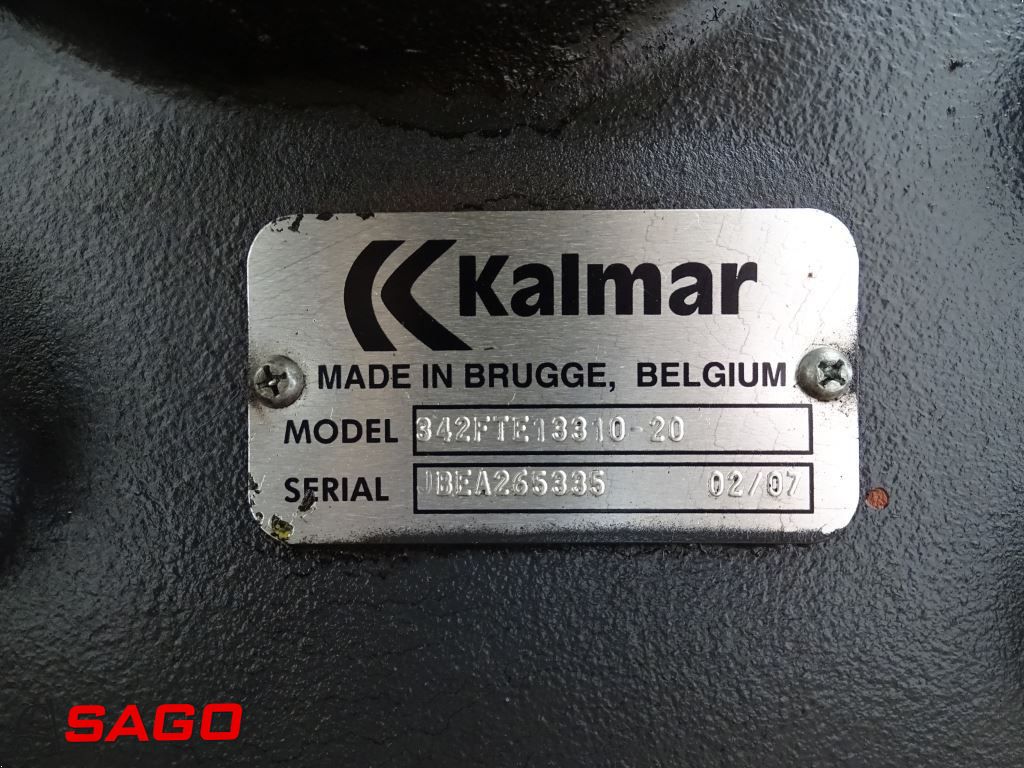 Kalmar
MADE IN BRUGGE, BELGIUM
MODEL 342FTE13310-20
SERIAL JBEA265335 02/07
SAGO